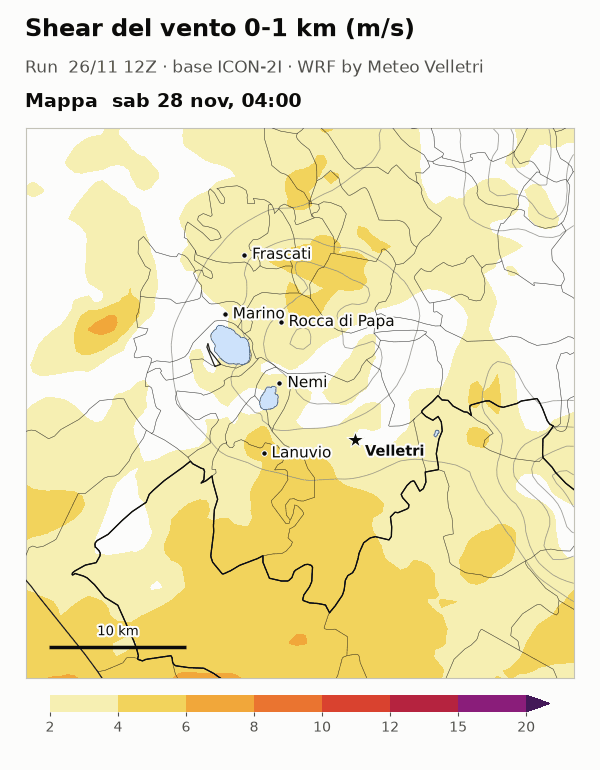 Shear del vento 0-1 km (m/s)
Run  26/11 12Z · base ICON-2I · WRF by Meteo Velletri
Mappa  sab 28 nov, 04:00
Frascati
Marino
Rocca di Papa
Nemi
Velletri
Lanuvio
10 km
2 4 6 8 10 12 15 20